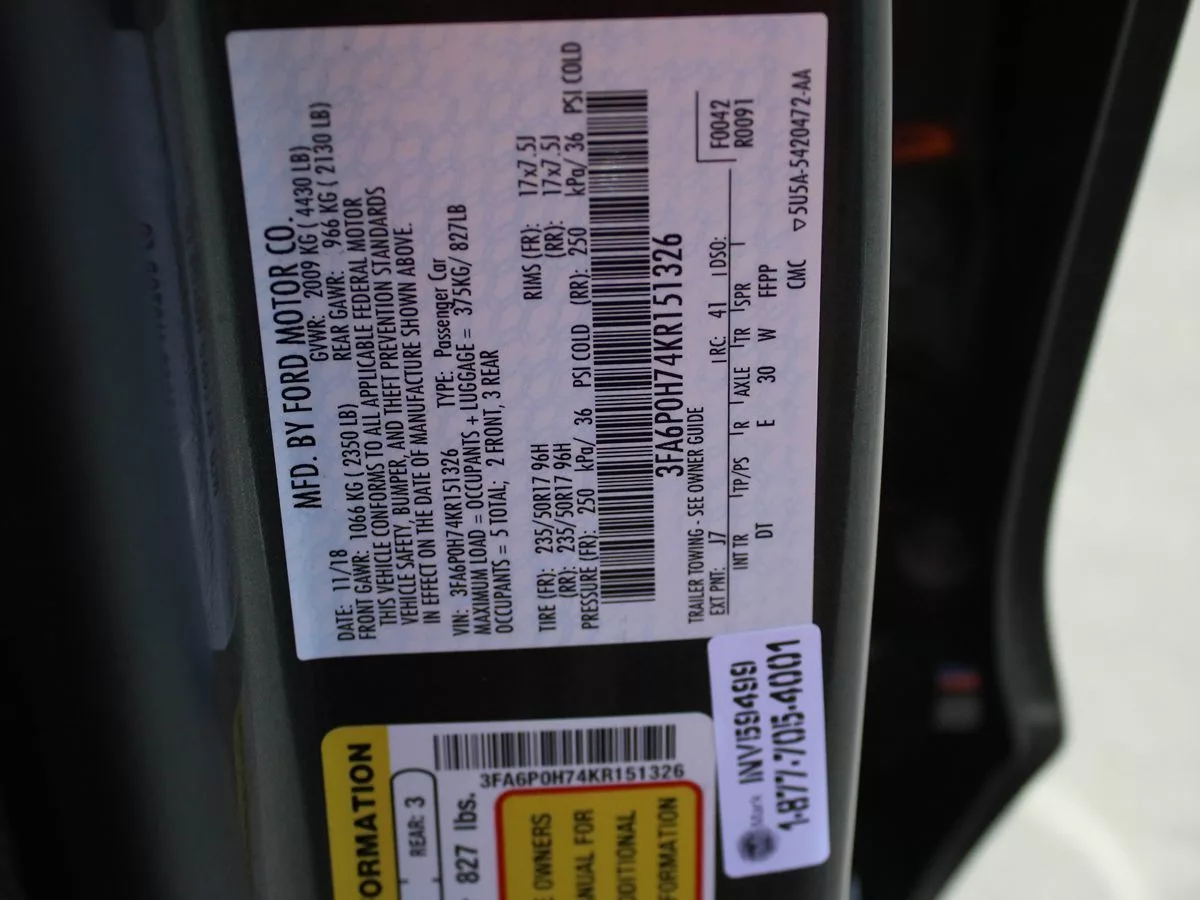 MFD. BY FORD MOTOR CO.
DATE: 11/18 GVWR: 2009 KG ( 4430 LB)
FRONT GAWR: 1066 KG ( 2350 LB) REAR GAWR: 966 KG ( 2130 LB)
THIS VEHICLE CONFORMS TO ALL APPLICABLE FEDERAL MOTOR
VEHICLE SAFETY, BUMPER, AND THEFT PREVENTION STANDARDS
IN EFFECT ON THE DATE OF MANUFACTURE SHOWN ABOVE.
VIN: 3FA6P0H74KR151326 TYPE: Passenger Car
MAXIMUM LOAD = OCCUPANTS + LUGGAGE = 375KG/ 827LB
OCCUPANTS = 5 TOTAL; 2 FRONT, 3 REAR
TIRE (FR): 235/50R17 96H RIMS (FR): 17x7.5J
(RR): 235/50R17 96H (RR): 17x7.5J
PRESSURE (FR): 250 kPa/ 36 PSI COLD (RR): 250 kPa/ 36 PSI COLD
3FA6P0H74KR151326
TRAILER TOWING - SEE OWNER GUIDE
F0042
R0091
EXT PNT: J7 RC: 41 DSO:
INT TR TP/PS R AXLE TR SPR
DT E 30 W FFPP
CMC ▽5U5A-5420472-AA
ORMATION
REAR: 3
827 lbs.
3FA6P0H74KR151326
E OWNERS
ANUAL FOR
DDITIONAL
FORMATION
Mark INV59499
1-877-705-4001